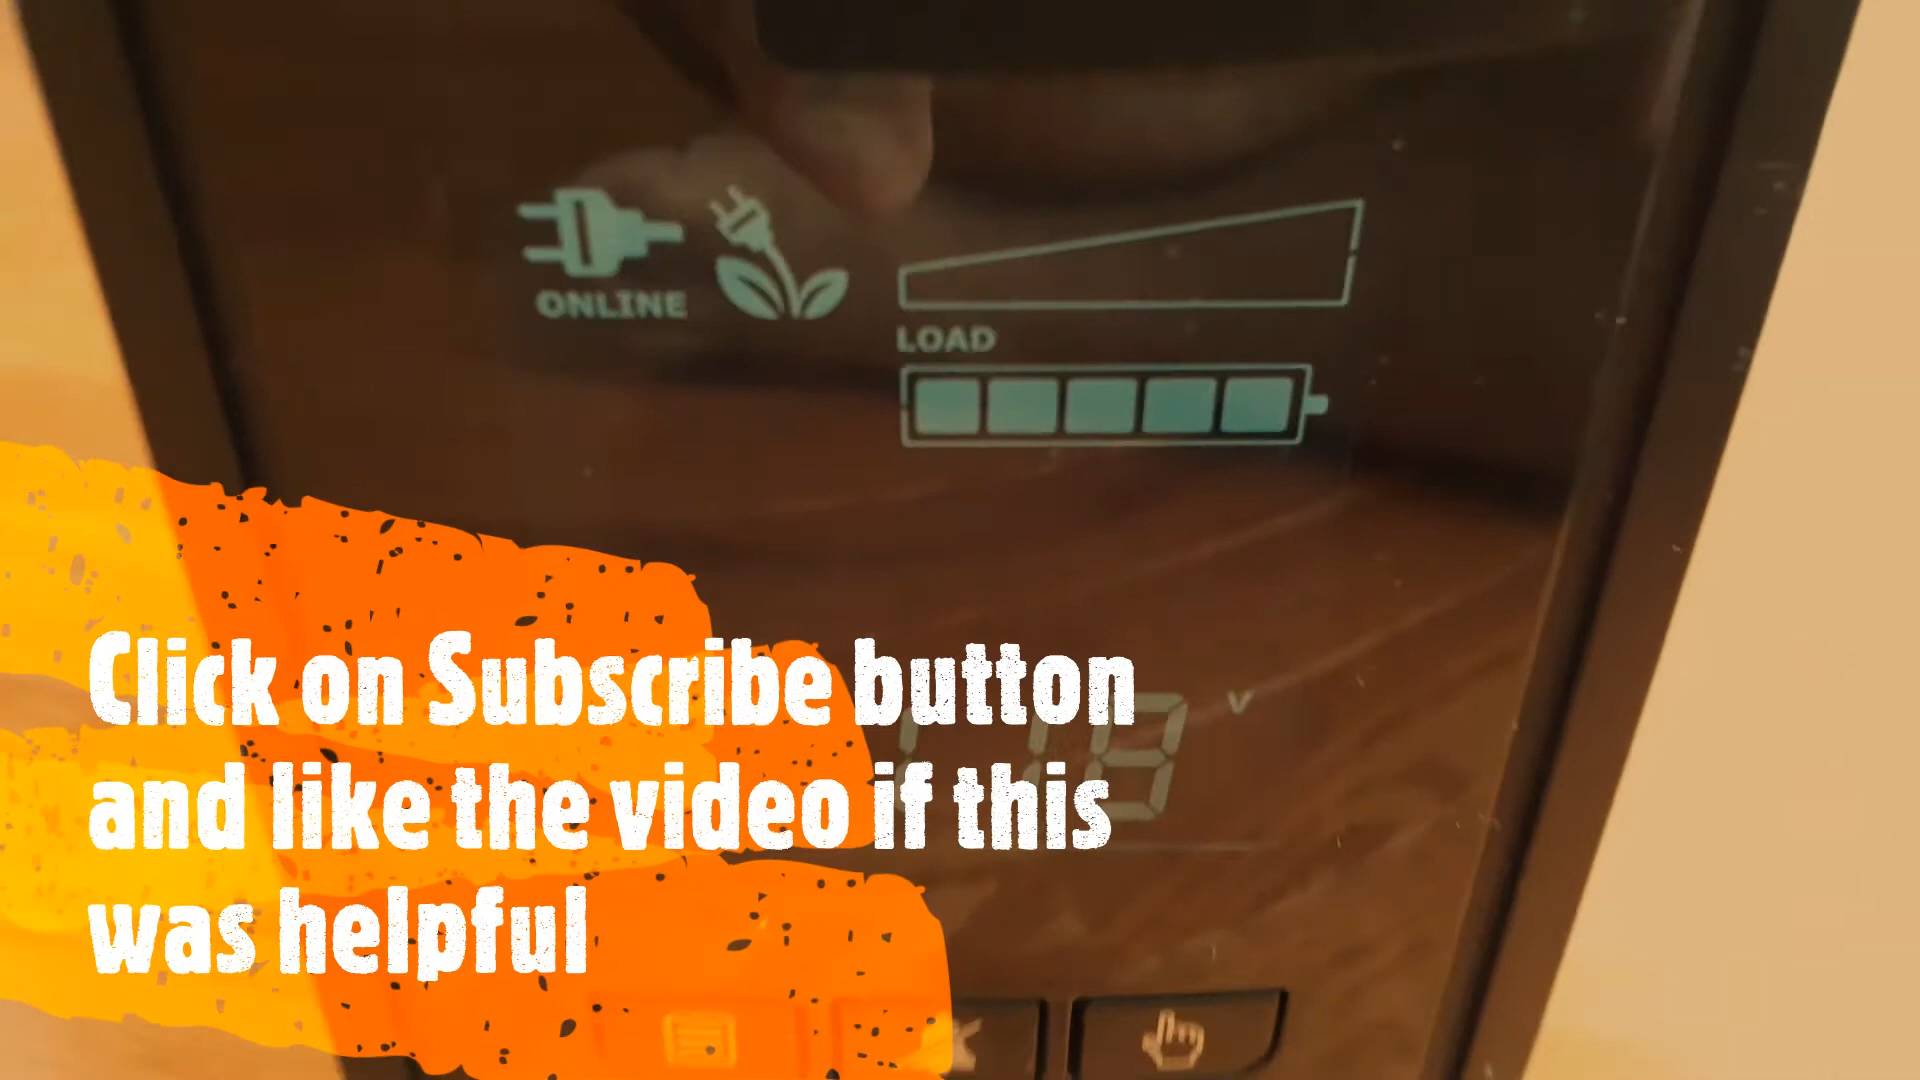 ONLINE
LOAD
V
Click on Subscribe button
and like the video if this
was helpful